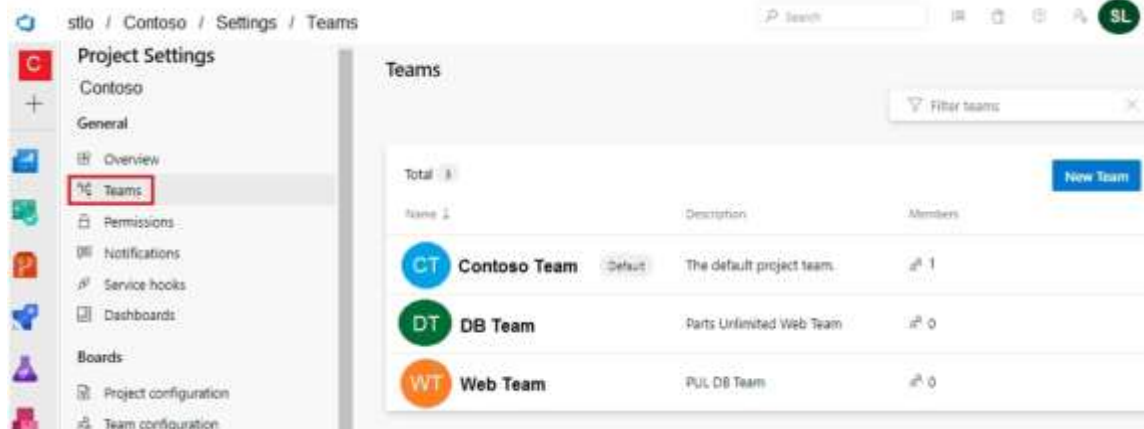 stlo / Contoso / Settings / Teams
Search
SL
C
Project Settings
Contoso
General
Overview
Teams
Permissions
Notifications
Service hooks
Dashboards
Boards
Project configuration
Team configuration
Teams
Filter teams
Total 3
New Team
Name
Description
Members
CT Contoso Team Default The default project team. 1
DT DB Team Parts Unlimited Web Team 0
WT Web Team PUL DB Team 0